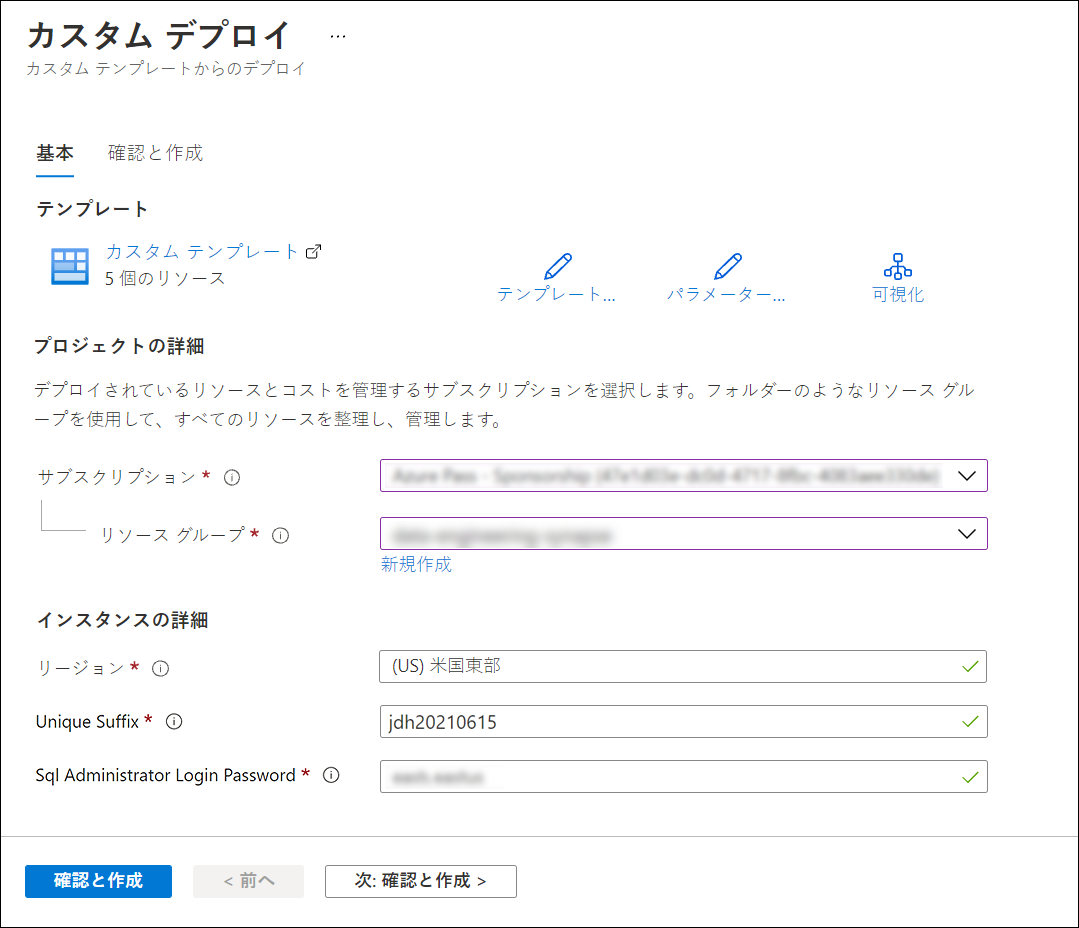 カスタム デプロイ ...
カスタム テンプレートからのデプロイ
基本 確認と作成
テンプレート
カスタム テンプレート
5 個のリソース
テンプレート... パラメーター... 可視化
プロジェクトの詳細
デプロイされているリソースとコストを管理するサブスクリプションを選択します。フォルダーのようなリソース グル
ープを使用して、すべてのリソースを整理し、管理します。
サブスクリプション *
リソース グループ *
新規作成
インスタンスの詳細
リージョン * (US) 米国東部
Unique Suffix * jdh20210615
Sql Administrator Login Password *
確認と作成 < 前へ 次: 確認と作成 >